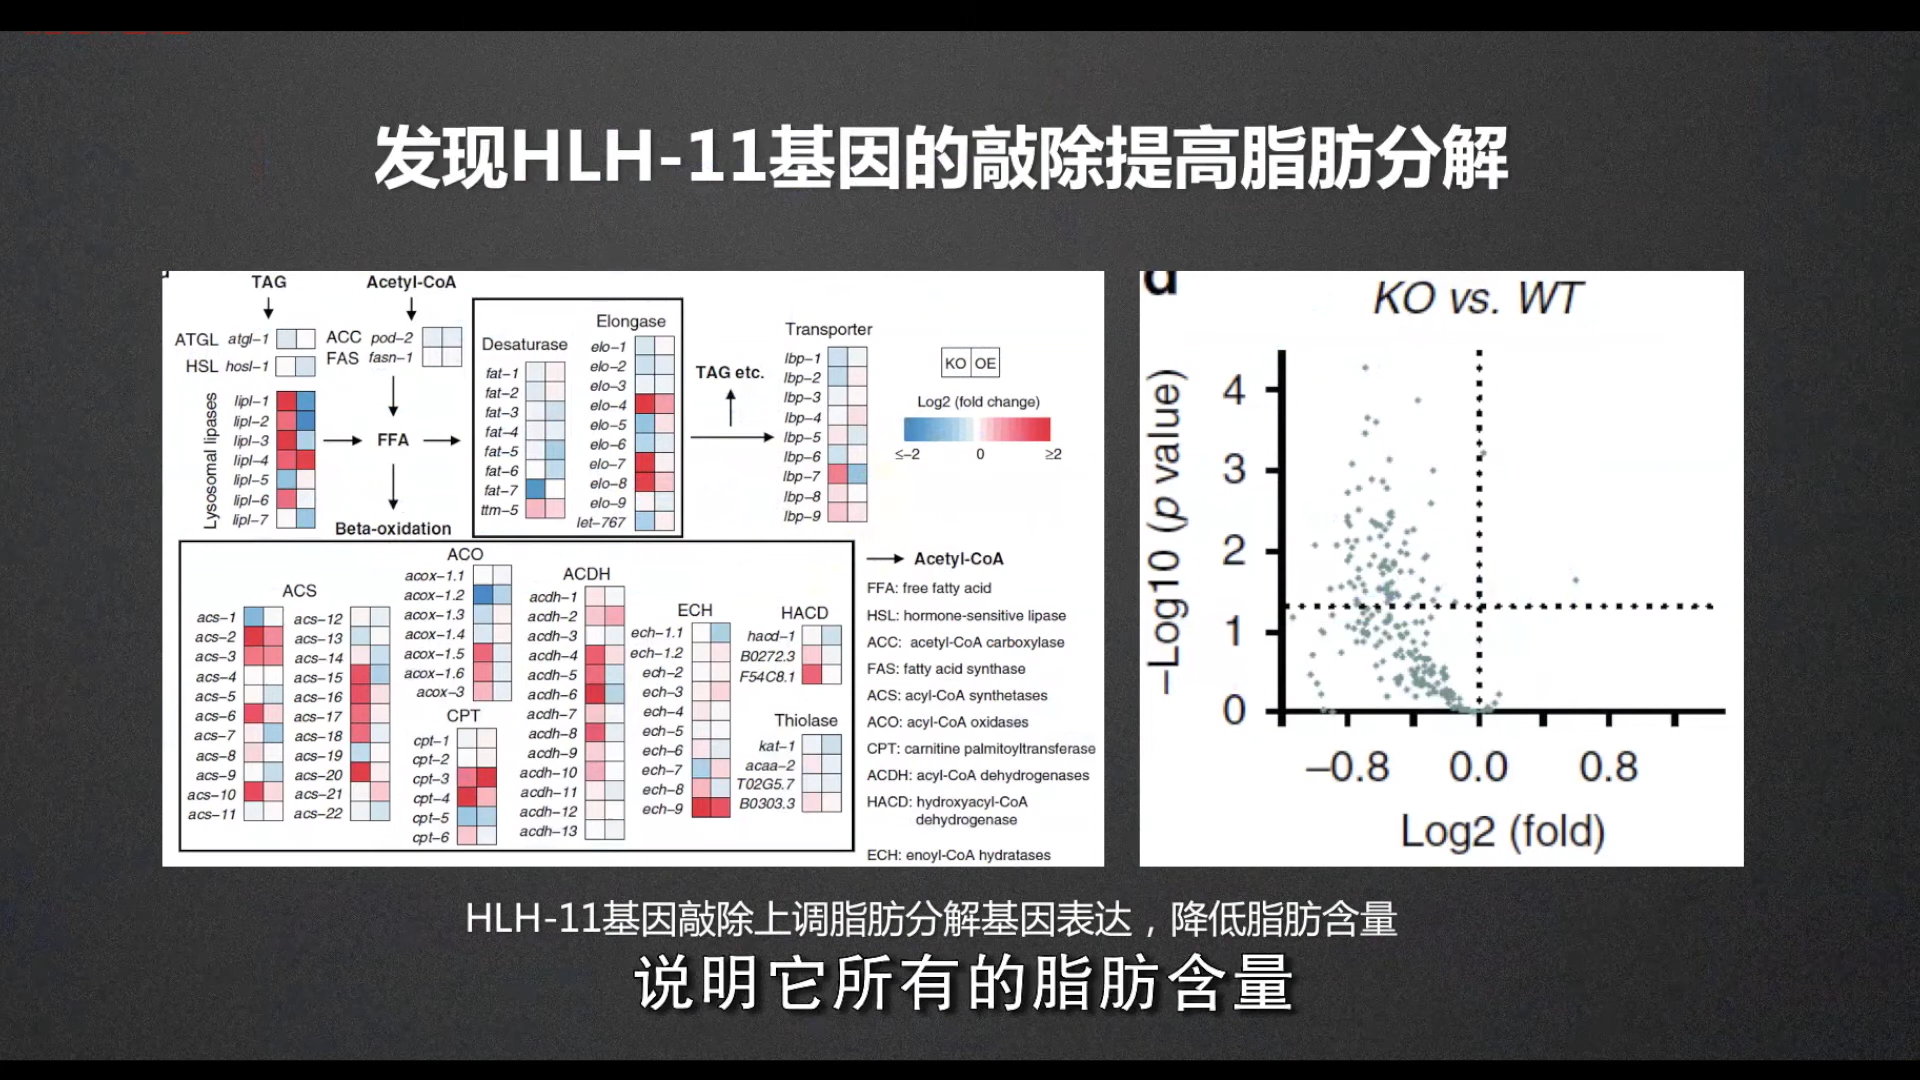 发现HLH-11基因的敲除提高脂肪分解
TAG
Acetyl-CoA
ATGL atgl-1
HSL hosl-1
ACC pod-2
FAS fasn-1
Lysosomal lipases
lipl-1
lipl-2
lipl-3
lipl-4
lipl-5
lipl-6
lipl-7
FFA
Beta-oxidation
Desaturase
fat-1
fat-2
fat-3
fat-4
fat-5
fat-6
fat-7
ttm-5
Elongase
elo-1
elo-2
elo-3
elo-4
elo-5
elo-6
elo-7
elo-8
elo-9
let-767
TAG etc.
Transporter
lbp-1
lbp-2
lbp-3
lbp-4
lbp-5
lbp-6
lbp-7
lbp-8
lbp-9
KO OE
Log2 (fold change)
≤-2 0 ≥2
ACS
acs-1
acs-2
acs-3
acs-4
acs-5
acs-6
acs-7
acs-8
acs-9
acs-10
acs-11
acs-12
acs-13
acs-14
acs-15
acs-16
acs-17
acs-18
acs-19
acs-20
acs-21
acs-22
ACO
acox-1.1
acox-1.2
acox-1.3
acox-1.4
acox-1.5
acox-1.6
acox-3
CPT
cpt-1
cpt-2
cpt-3
cpt-4
cpt-5
cpt-6
ACDH
acdh-1
acdh-2
acdh-3
acdh-4
acdh-5
acdh-6
acdh-7
acdh-8
acdh-9
acdh-10
acdh-11
acdh-12
acdh-13
ECH
ech-1.1
ech-1.2
ech-2
ech-3
ech-4
ech-5
ech-6
ech-7
ech-8
ech-9
HACD
hacd-1
B0272.3
F54C8.1
Thiolase
kat-1
acaa-2
T02G5.7
B0303.3
Acetyl-CoA
FFA: free fatty acid
HSL: hormone-sensitive lipase
ACC: acetyl-CoA carboxylase
FAS: fatty acid synthase
ACS: acyl-CoA synthetases
ACO: acyl-CoA oxidases
CPT: carnitine palmitoyltransferase
ACDH: acyl-CoA dehydrogenases
HACD: hydroxyacyl-CoA
dehydrogenase
ECH: enoyl-CoA hydratases
d
KO vs. WT
–Log10 (p value)
4
3
2
1
0
–0.8 0.0 0.8
Log2 (fold)
HLH-11基因敲除上调脂肪分解基因表达，降低脂肪含量
说明它所有的脂肪含量